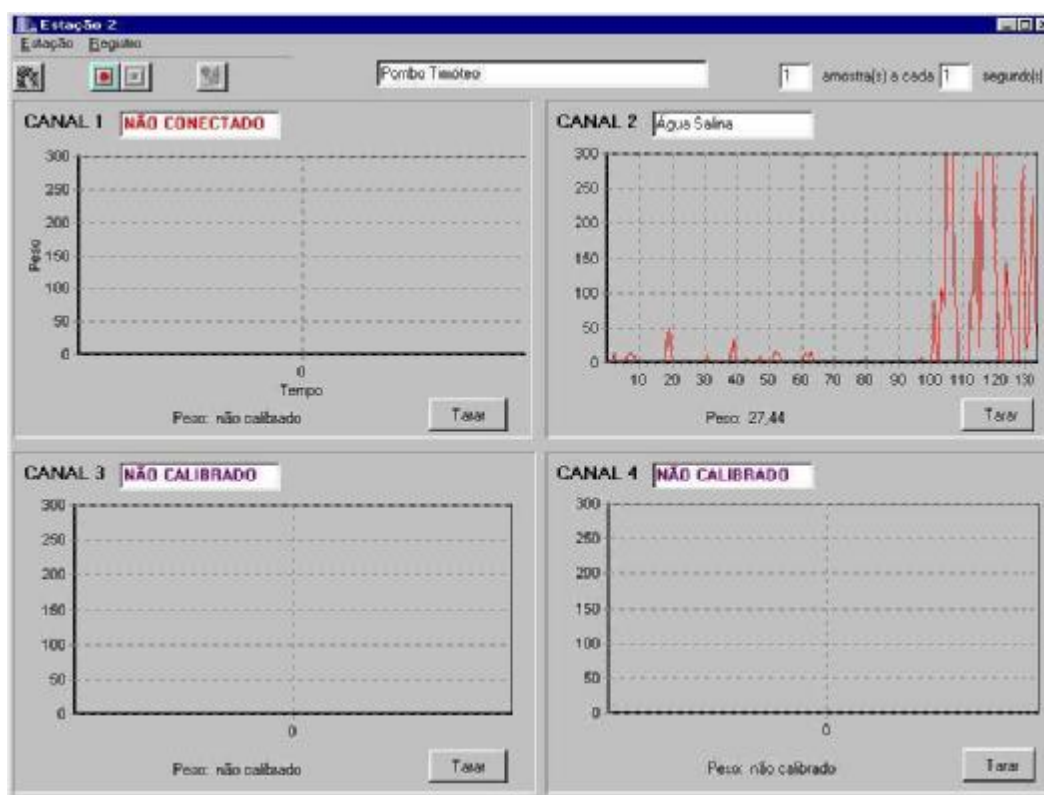 Estação 2
Estação Registro
Pombo Timóteo 1 amostra(s) a cada 1 segundo(s)
CANAL 1 NÃO CONECTADO
300
250
200
150
100
50
0
Peso
0
Tempo
Peso: não calibrado Tarar
CANAL 2 Água Salina
300
250
200
150
100
50
0
10 20 30 40 50 60 70 80 90 100 110 120 130
Peso: 27,44 Tarar
CANAL 3 NÃO CALIBRADO
300
250
200
150
100
50
0
0
Peso: não calibrado Tarar
CANAL 4 NÃO CALIBRADO
300
250
200
150
100
50
0
0
Peso: não calibrado Tarar